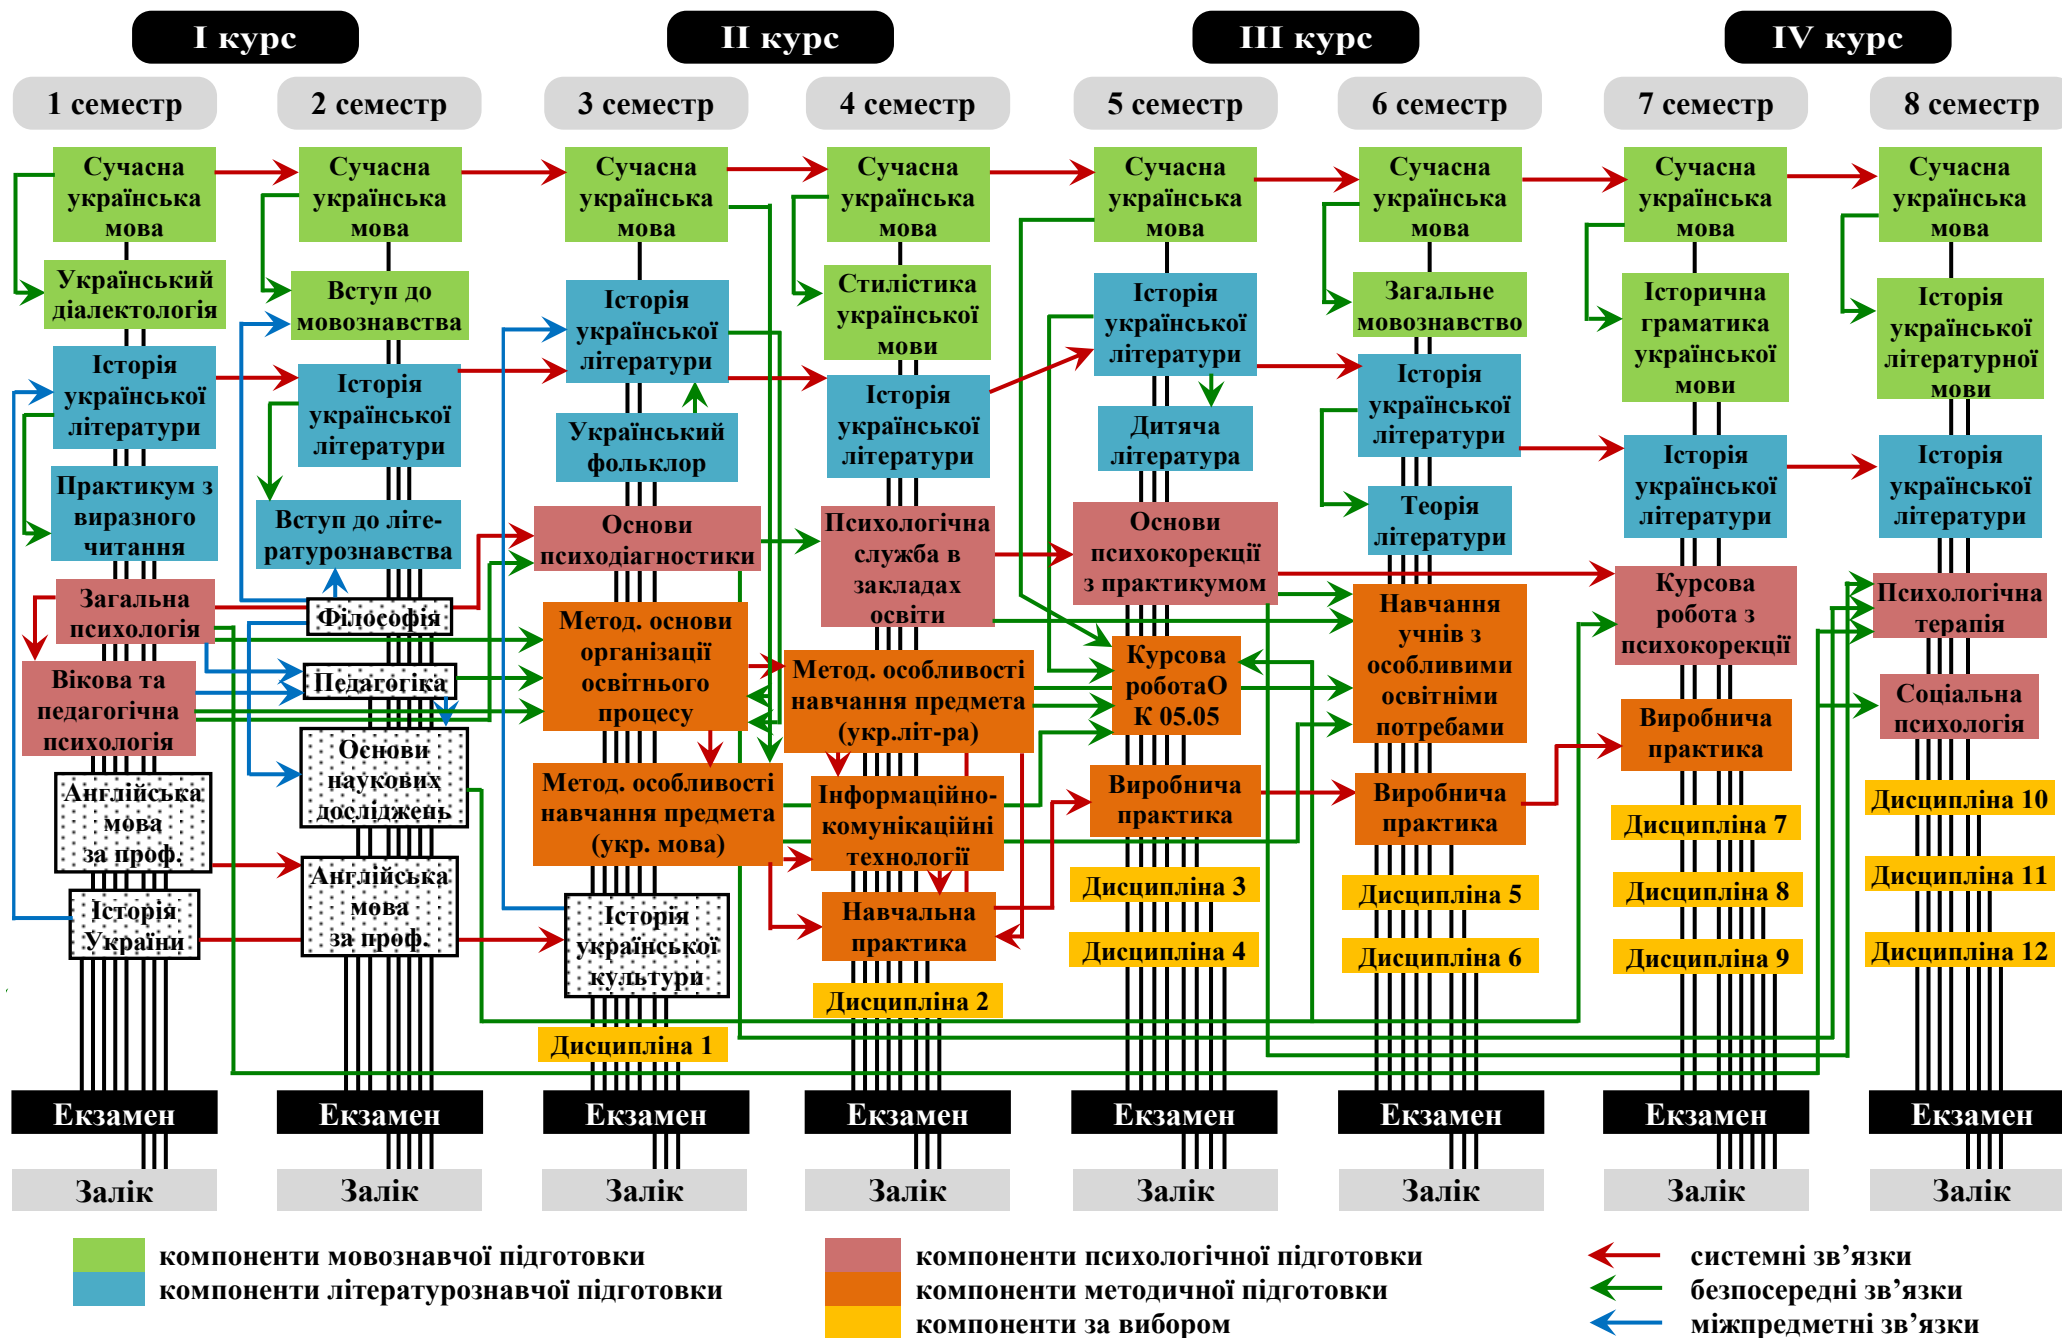 I курс
II курс
III курс
IV курс
1 семестр
2 семестр
3 семестр
4 семестр
5 семестр
6 семестр
7 семестр
8 семестр
Сучасна
українська
мова
Український
діалектологія
Історія
української
літератури
Практикум з
виразного
читання
Загальна
психологія
Вікова та
педагогічна
психологія
Англійська
мова
за проф.
Історія
України
Сучасна
українська
мова
Вступ до
мовознавства
Історія
української
літератури
Вступ до літе-
ратурознавства
Філософія
Педагогіка
Основи
наукових
досліджень
Англійська
мова
за проф.
Сучасна
українська
мова
Історія
української
літератури
Український
фольклор
Основи
психодіагностики
Метод. основи
організації
освітнього
процесу
Метод. особливості
навчання предмета
(укр. мова)
Історія
української
культури
Дисципліна 1
Сучасна
українська
мова
Стилістика
української
мови
Історія
української
літератури
Психологічна
служба в
закладах
освіти
Метод. особливості
навчання предмета
(укр.літ-ра)
Інформаційно-
комунікаційні
технології
Навчальна
практика
Дисципліна 2
Сучасна
українська
мова
Історія
української
літератури
Дитяча
література
Основи
психокорекції
з практикумом
Курсова
роботаО
К 05.05
Виробнича
практика
Дисципліна 3
Дисципліна 4
Сучасна
українська
мова
Загальне
мовознавство
Історія
української
літератури
Теорія
літератури
Навчання
учнів з
особливими
освітніми
потребами
Виробнича
практика
Дисципліна 5
Дисципліна 6
Сучасна
українська
мова
Історична
граматика
української
мови
Історія
української
літератури
Курсова
робота з
психокорекції
Виробнича
практика
Дисципліна 7
Дисципліна 8
Дисципліна 9
Сучасна
українська
мова
Історія
української
літературної
мови
Історія
української
літератури
Психологічна
терапія
Соціальна
психологія
Дисципліна 10
Дисципліна 11
Дисципліна 12
Екзамен
Екзамен
Екзамен
Екзамен
Екзамен
Екзамен
Екзамен
Екзамен
Залік
Залік
Залік
Залік
Залік
Залік
Залік
Залік
компоненти мовознавчої підготовки
компоненти літературознавчої підготовки
компоненти психологічної підготовки
компоненти методичної підготовки
компоненти за вибором
системні зв’язки
безпосередні зв’язки
міжпредметні зв’язки